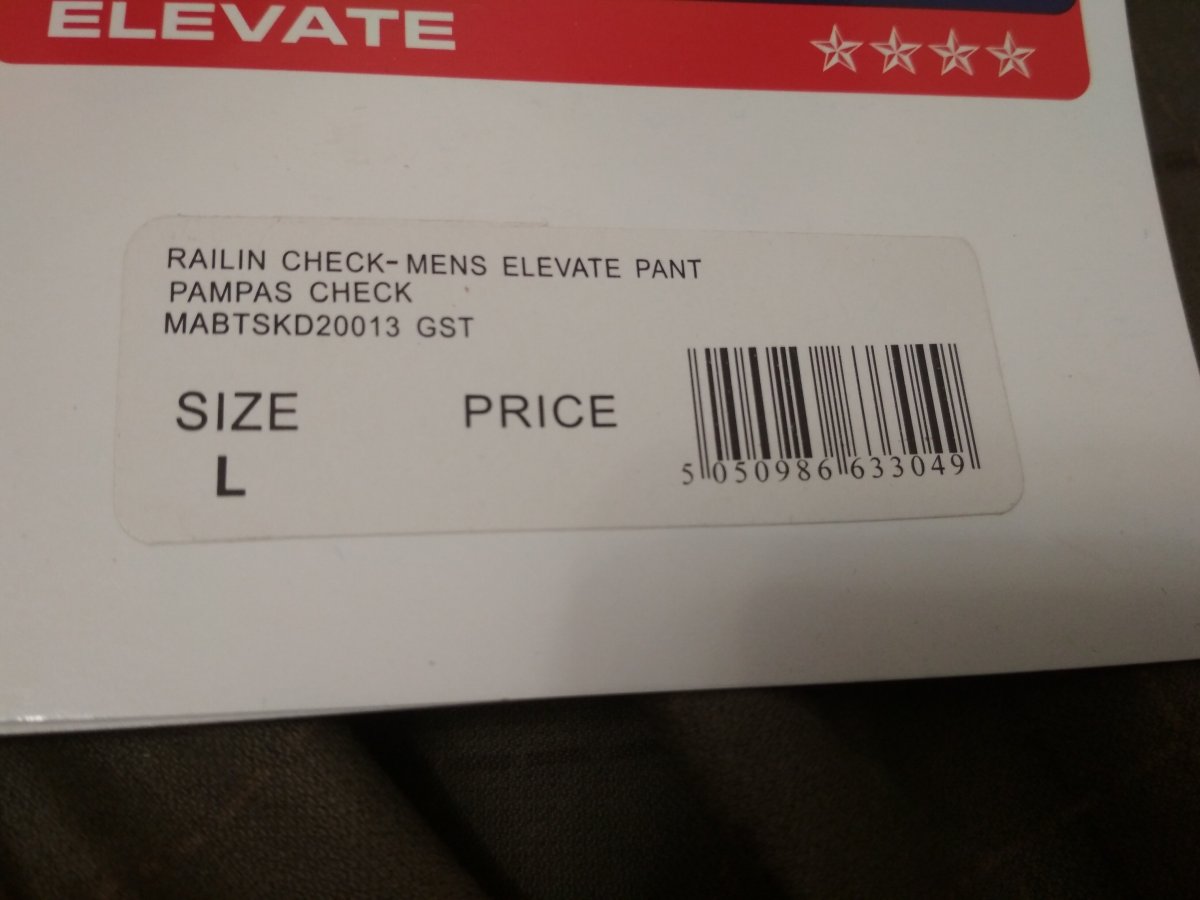 ELEVATE
RAILIN CHECK-MENS ELEVATE PANT
PAMPAS CHECK
MABTSKD20013 GST
SIZE PRICE
L
5 050986 633049